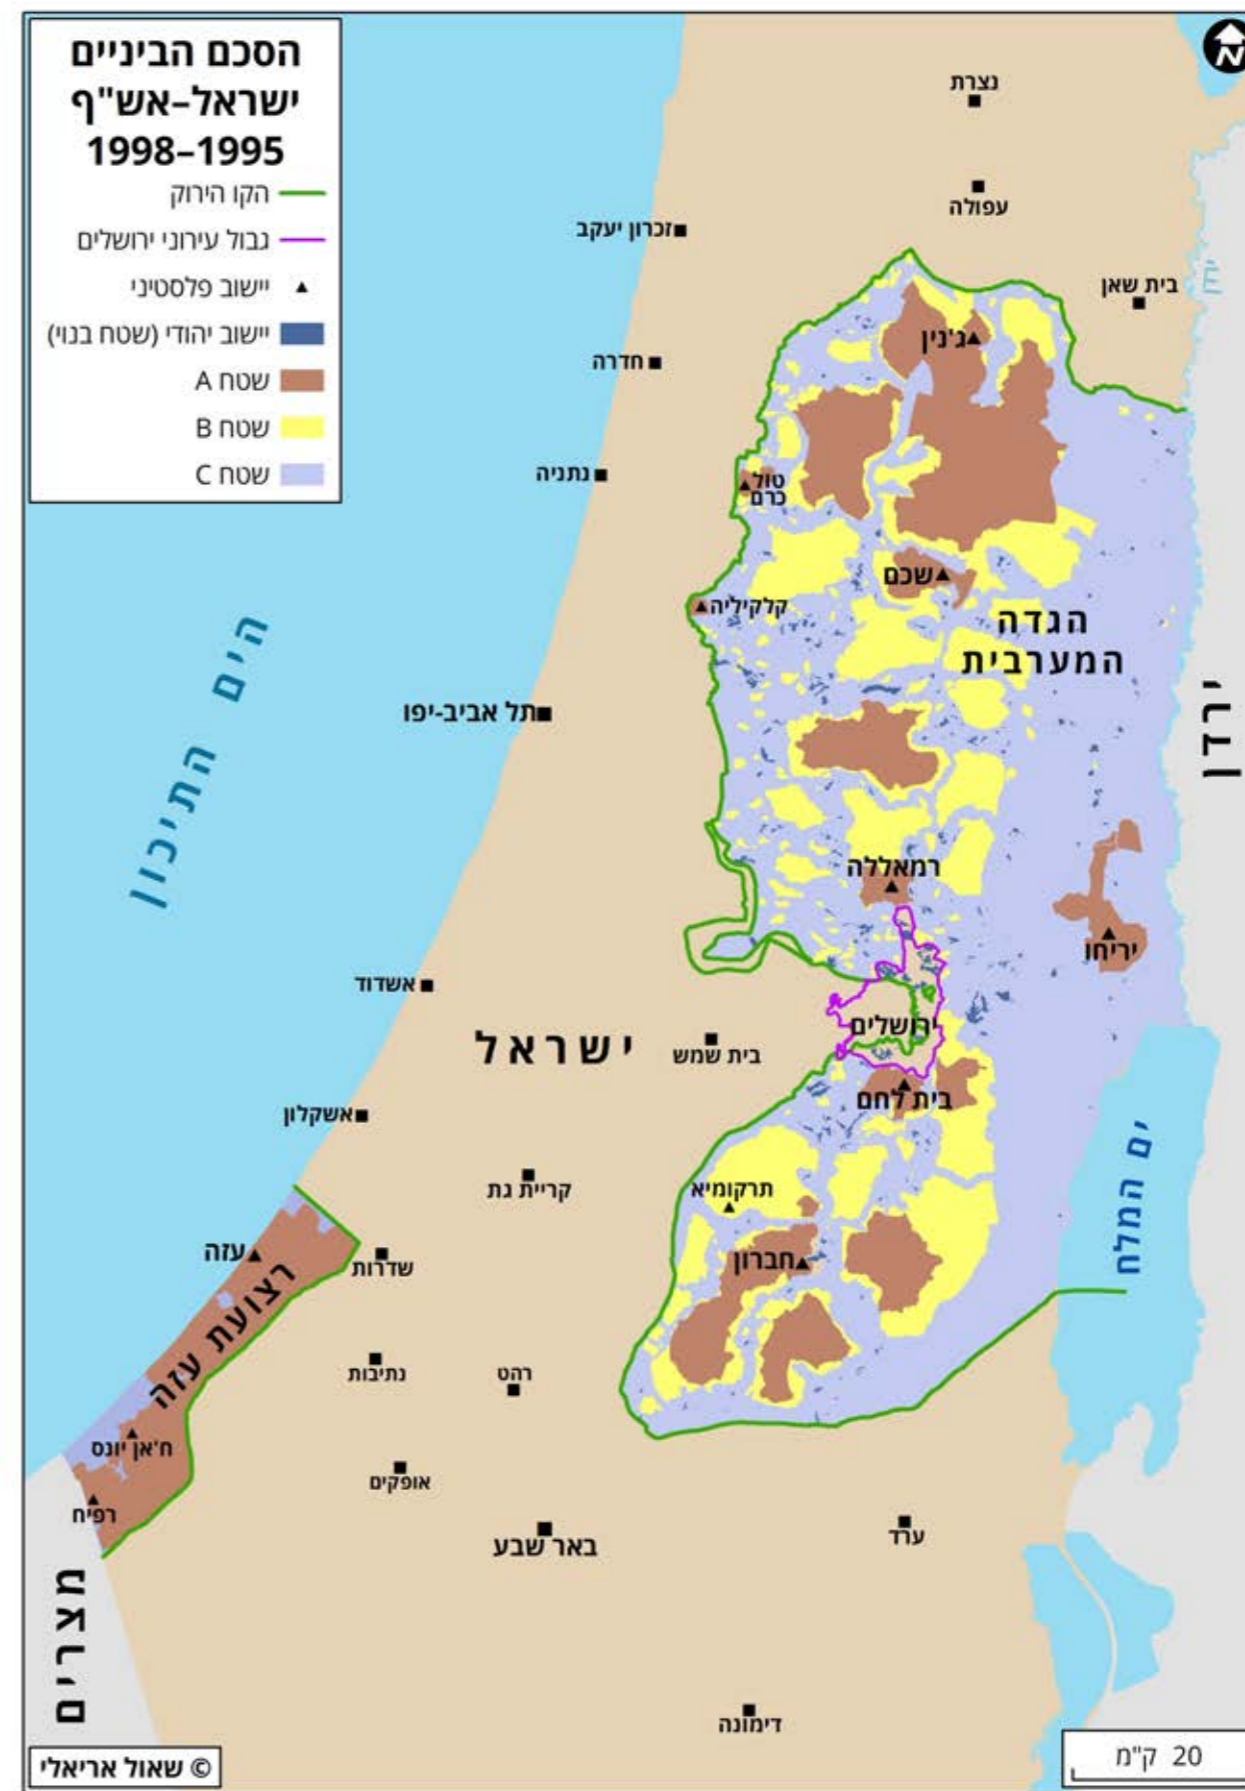 הסכם הביניים
ישראל–אש"ף
1998–1995
הקו הירוק
גבול עירוני ירושלים
יישוב פלסטיני
יישוב יהודי (שטח בנוי)
שטח A
שטח B
שטח C
N
נצרת
עפולה
זכרון יעקב
בית שאן
ירדן
ג'נין
חדרה
נתניה
טול
כרם
שכם
קלקיליה
הגדה
המערבית
הים התיכון
תל אביב-יפו
ירדן
רמאללה
יריחו
אשדוד
ישראל
ירושלים
בית שמש
בית לחם
אשקלון
ים המלח
קריית גת
תרקומיא
עזה
שדרות
חברון
רצועת עזה
נתיבות
רהט
ח'אן יונס
אופקים
רפיח
באר שבע
ערד
מצרים
דימונה
20 ק"מ
© שאול אריאלי